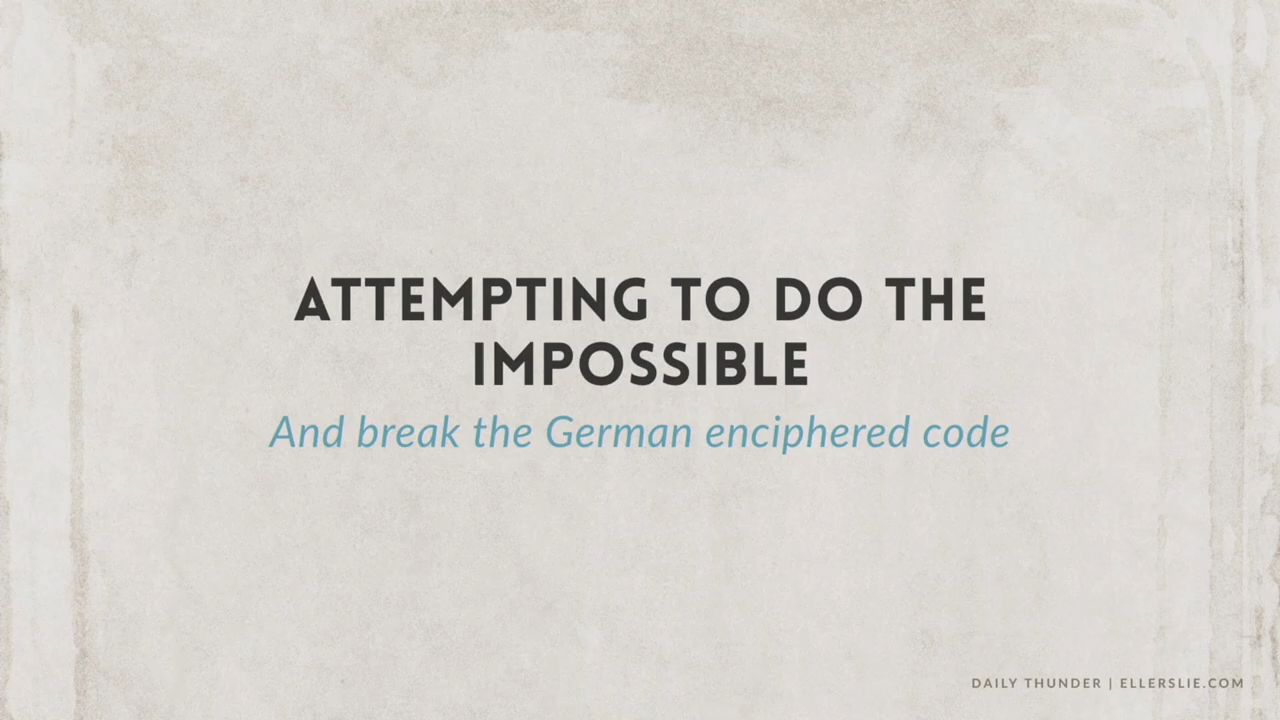 ATTEMPTING TO DO THE
IMPOSSIBLE
And break the German enciphered code
DAILY THUNDER | ELLERSLIE.COM